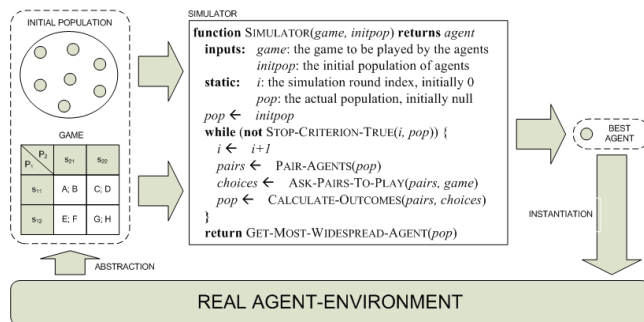 INITIAL POPULATION
GAME
P2
P1
s21 s22
s11 A; B C; D
s12 E; F G; H
ABSTRACTION
SIMULATOR
function SIMULATOR(game, initpop) returns agent
inputs: game: the game to be played by the agents
initpop: the initial population of agents
static: i: the simulation round index, initially 0
pop: the actual population, initially null
pop ← initpop
while (not STOP-CRITERION-TRUE(i, pop)) {
i ← i+1
pairs ← PAIR-AGENTS(pop)
choices ← ASK-PAIRS-TO-PLAY(pairs, game)
pop ← CALCULATE-OUTCOMES(pairs, choices)
}
return GET-MOST-WIDESPREAD-AGENT(pop)
BEST
AGENT
INSTANTIATION
REAL AGENT-ENVIRONMENT